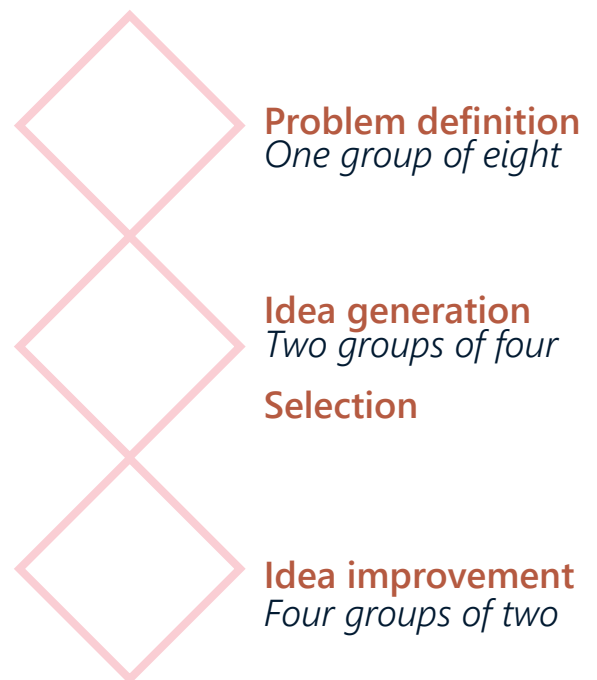 Problem definition
One group of eight
Idea generation
Two groups of four
Selection
Idea improvement
Four groups of two